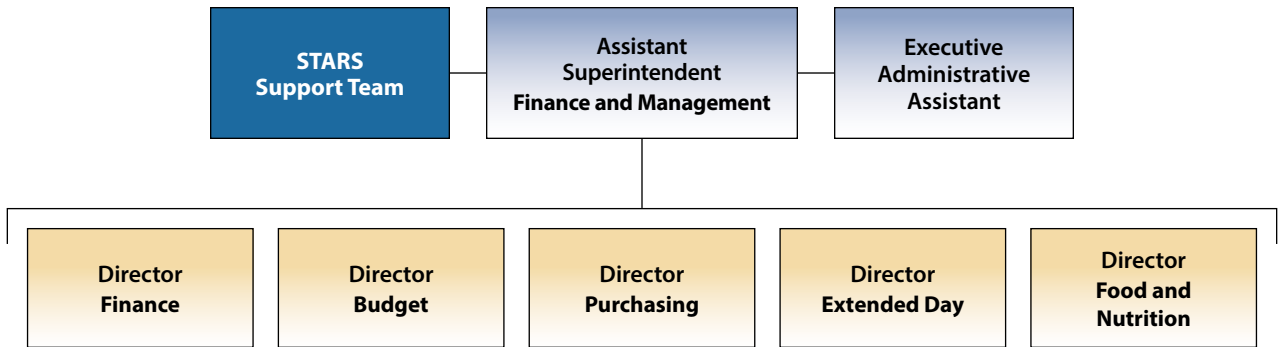 STARS
Support Team
Assistant
Superintendent
Finance and Management
Executive
Administrative
Assistant
Director
Finance
Director
Budget
Director
Purchasing
Director
Extended Day
Director
Food and
Nutrition